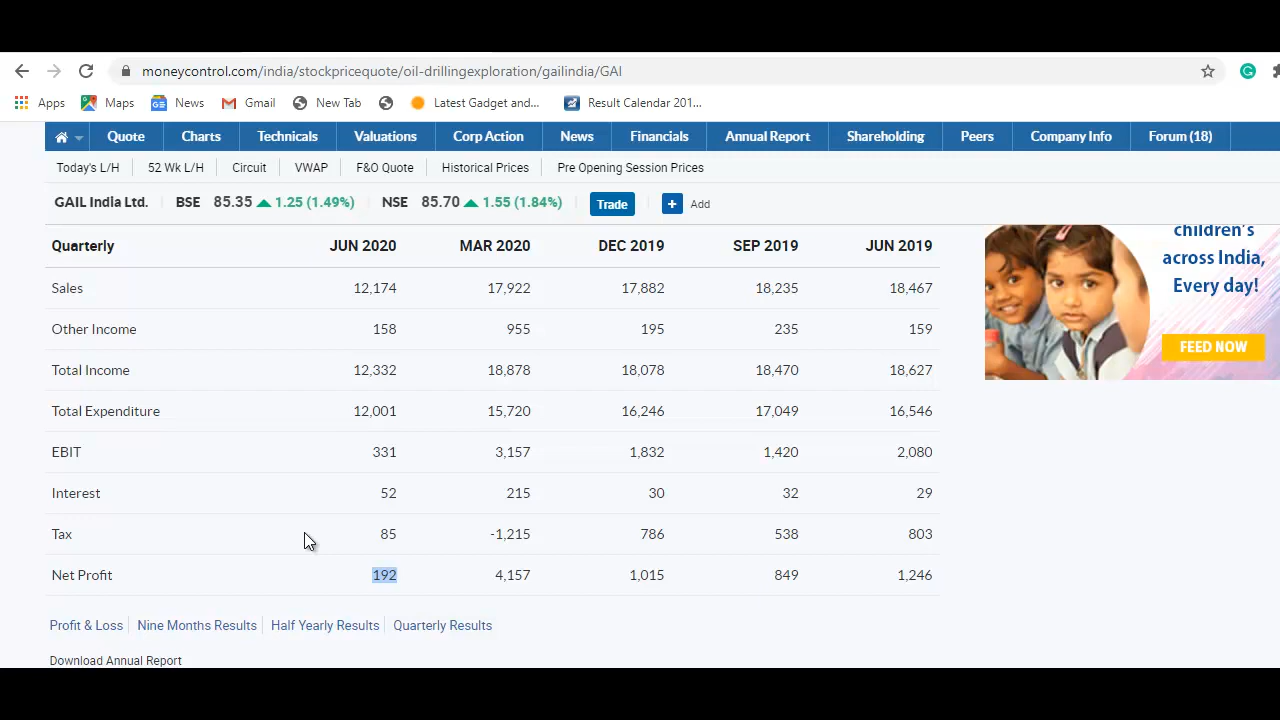 moneycontrol.com/india/stockpricequote/oil-drillingexploration/gailindia/GAI
Apps Maps News Gmail New Tab Latest Gadget and... Result Calendar 201...
Quote Charts Technicals Valuations Corp Action News Financials Annual Report Shareholding Peers Company Info Forum (18)
Today's L/H 52 Wk L/H Circuit VWAP F&O Quote Historical Prices Pre Opening Session Prices
GAIL India Ltd. BSE 85.35 1.25 (1.49%) NSE 85.70 1.55 (1.84%) Trade + Add
Quarterly JUN 2020 MAR 2020 DEC 2019 SEP 2019 JUN 2019
Sales 12,174 17,922 17,882 18,235 18,467
Other Income 158 955 195 235 159
Total Income 12,332 18,878 18,078 18,470 18,627
Total Expenditure 12,001 15,720 16,246 17,049 16,546
EBIT 331 3,157 1,832 1,420 2,080
Interest 52 215 30 32 29
Tax 85 -1,215 786 538 803
Net Profit 192 4,157 1,015 849 1,246
children's
across India,
Every day!
FEED NOW
Profit & Loss Nine Months Results Half Yearly Results Quarterly Results
Download Annual Report